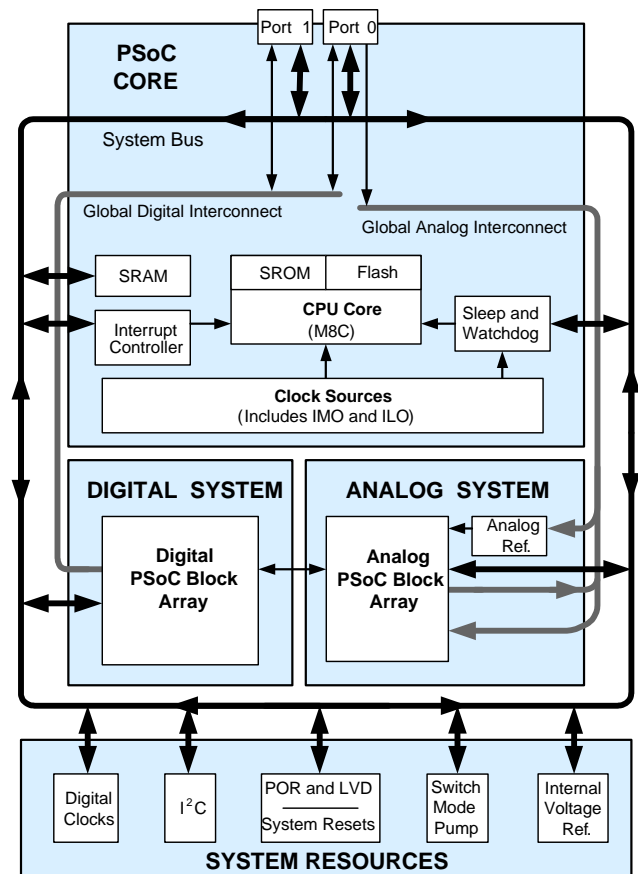 Port 1 Port 0
PSoC
CORE
System Bus
Global Digital Interconnect
Global Analog Interconnect
SRAM
SROM Flash
CPU Core
(M8C)
Interrupt
Controller
Sleep and
Watchdog
Clock Sources
(Includes IMO and ILO)
DIGITAL SYSTEM
Digital
PSoC Block
Array
ANALOG SYSTEM
Analog
PSoC Block
Array
Analog
Ref.
Digital
Clocks
I²C
POR and LVD
System Resets
Switch
Mode
Pump
Internal
Voltage
Ref.
SYSTEM RESOURCES